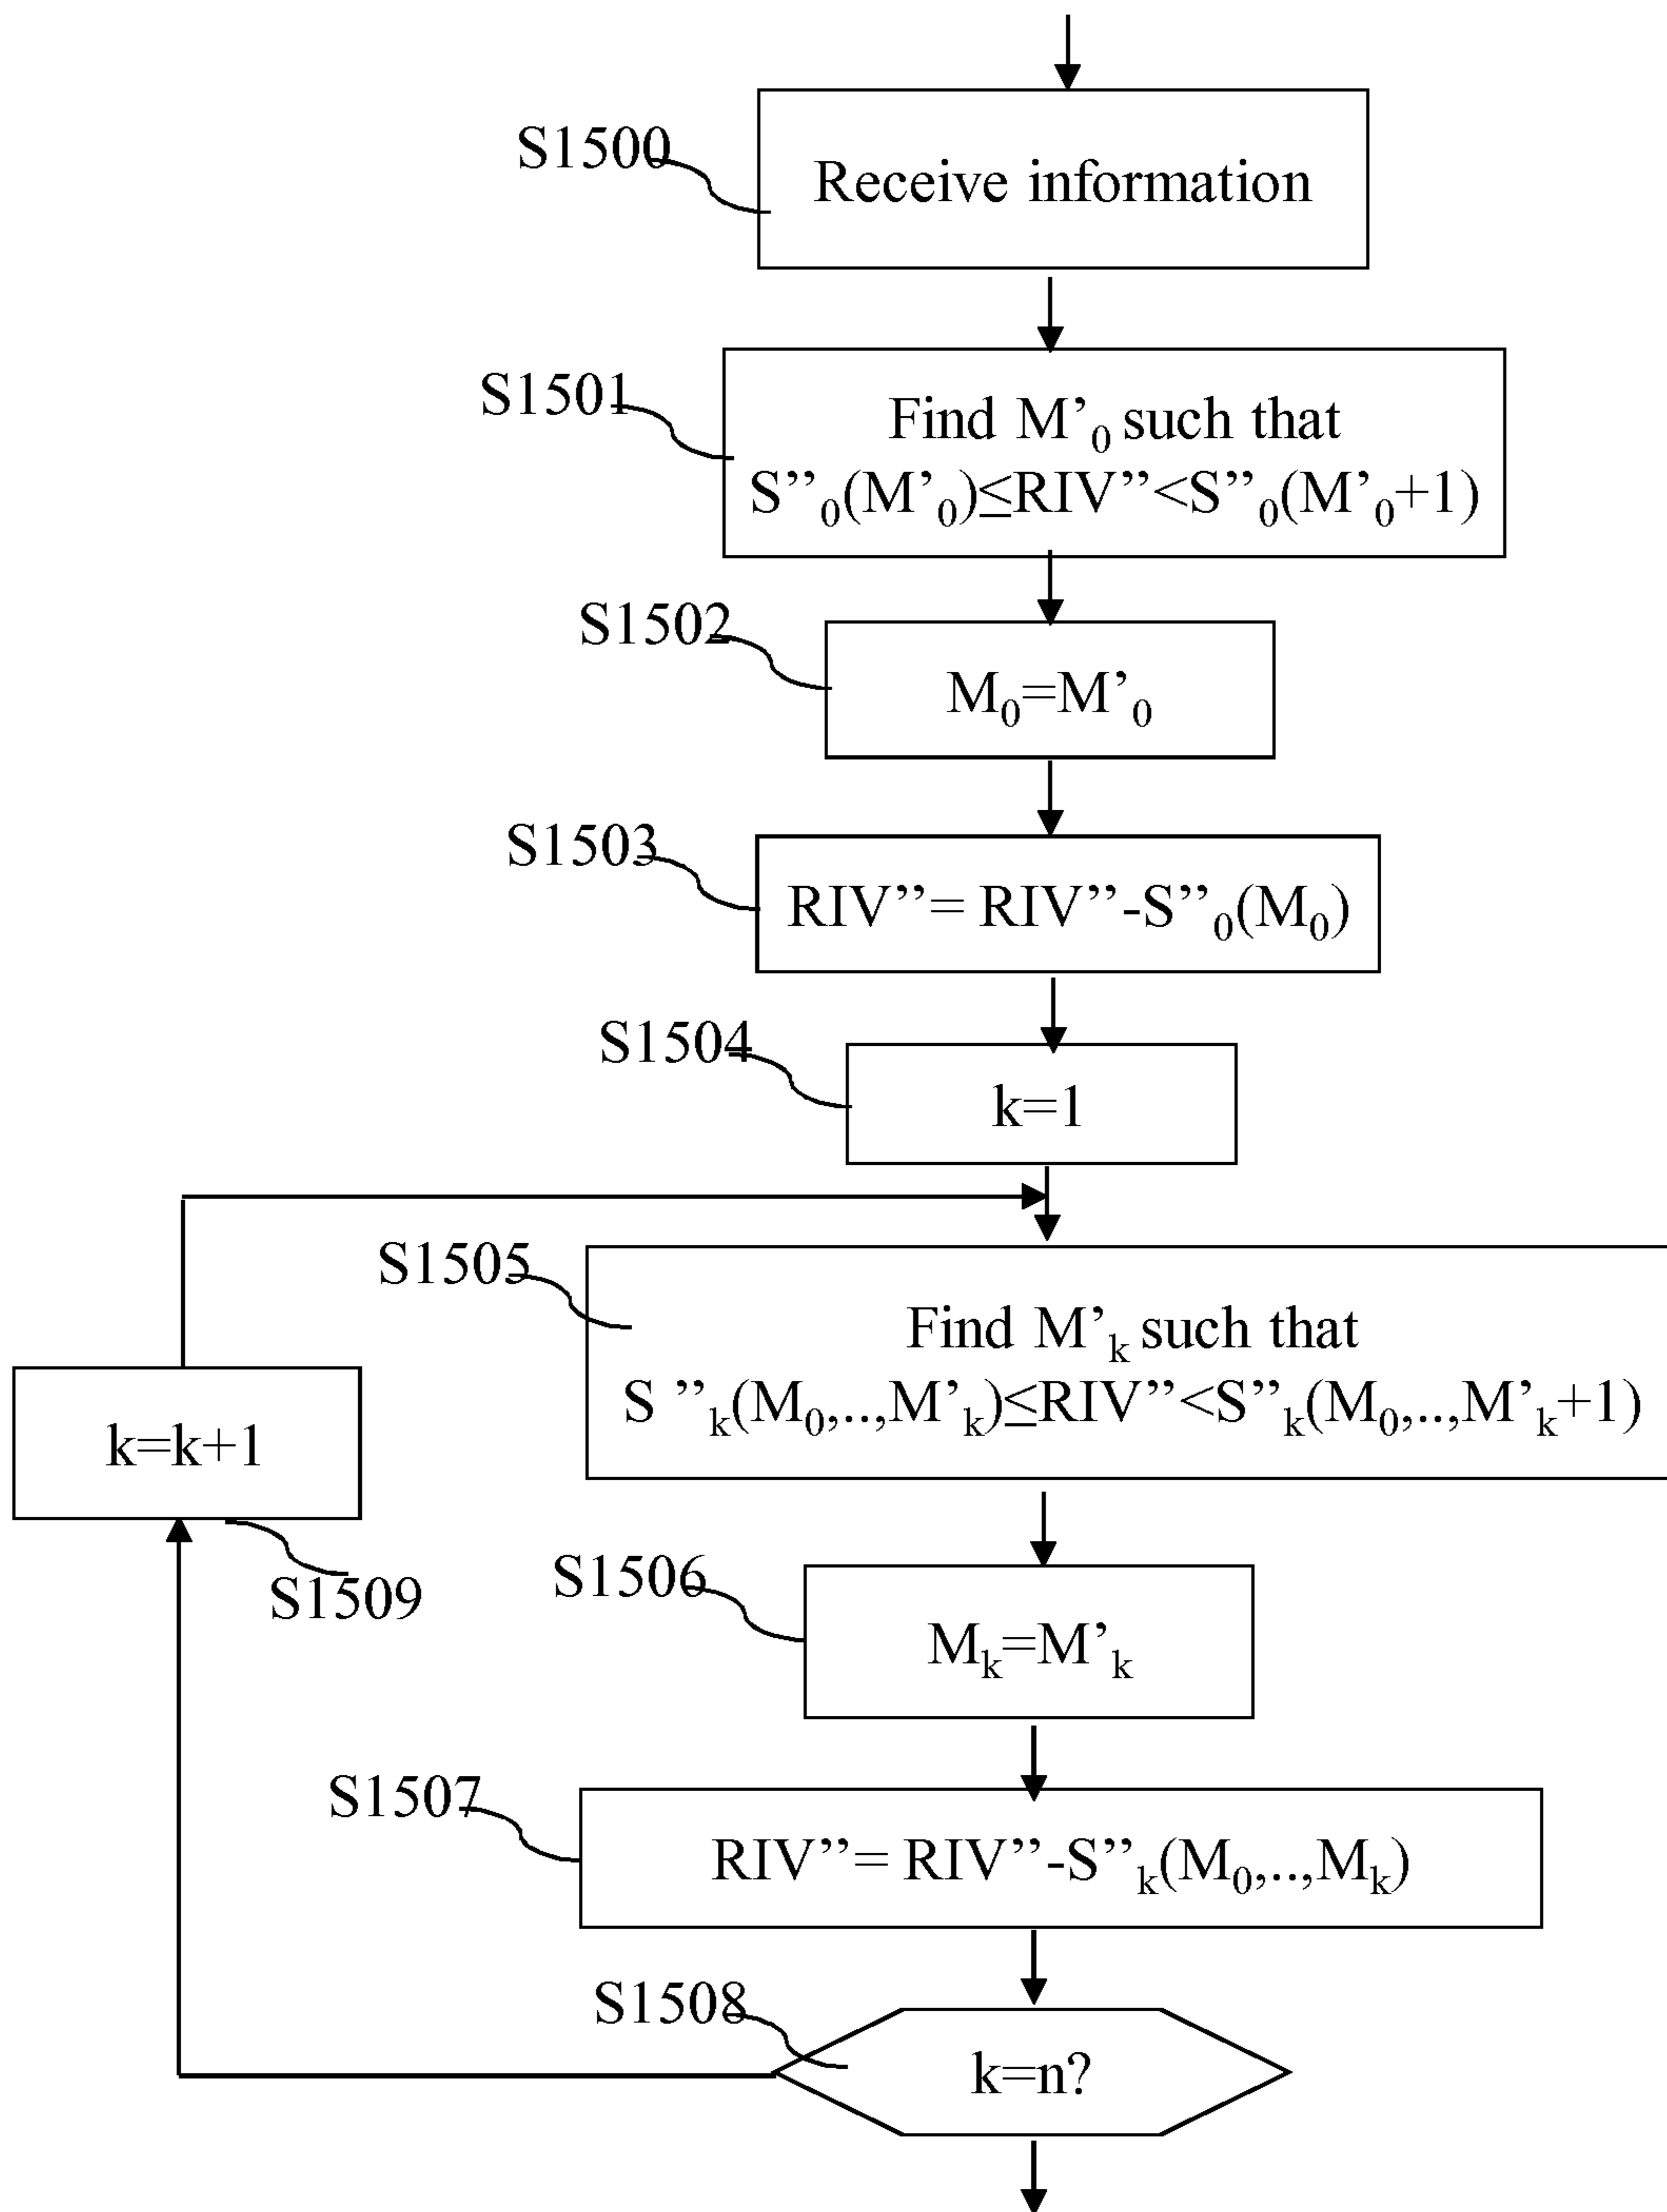 S1500
Receive information
S1501
Find M’₀ such that
S”₀(M’₀)≤RIV”<S”₀(M’₀+1)
S1502
M₀=M’₀
S1503
RIV”= RIV”-S”₀(M₀)
S1504
k=1
S1505
Find M’ₖ such that
S ”ₖ(M₀,..,M’ₖ)≤RIV”<S”ₖ(M₀,..,M’ₖ+1)
k=k+1
S1509
S1506
Mₖ=M’ₖ
S1507
RIV”= RIV”-S”ₖ(M₀,..,Mₖ)
S1508
k=n?